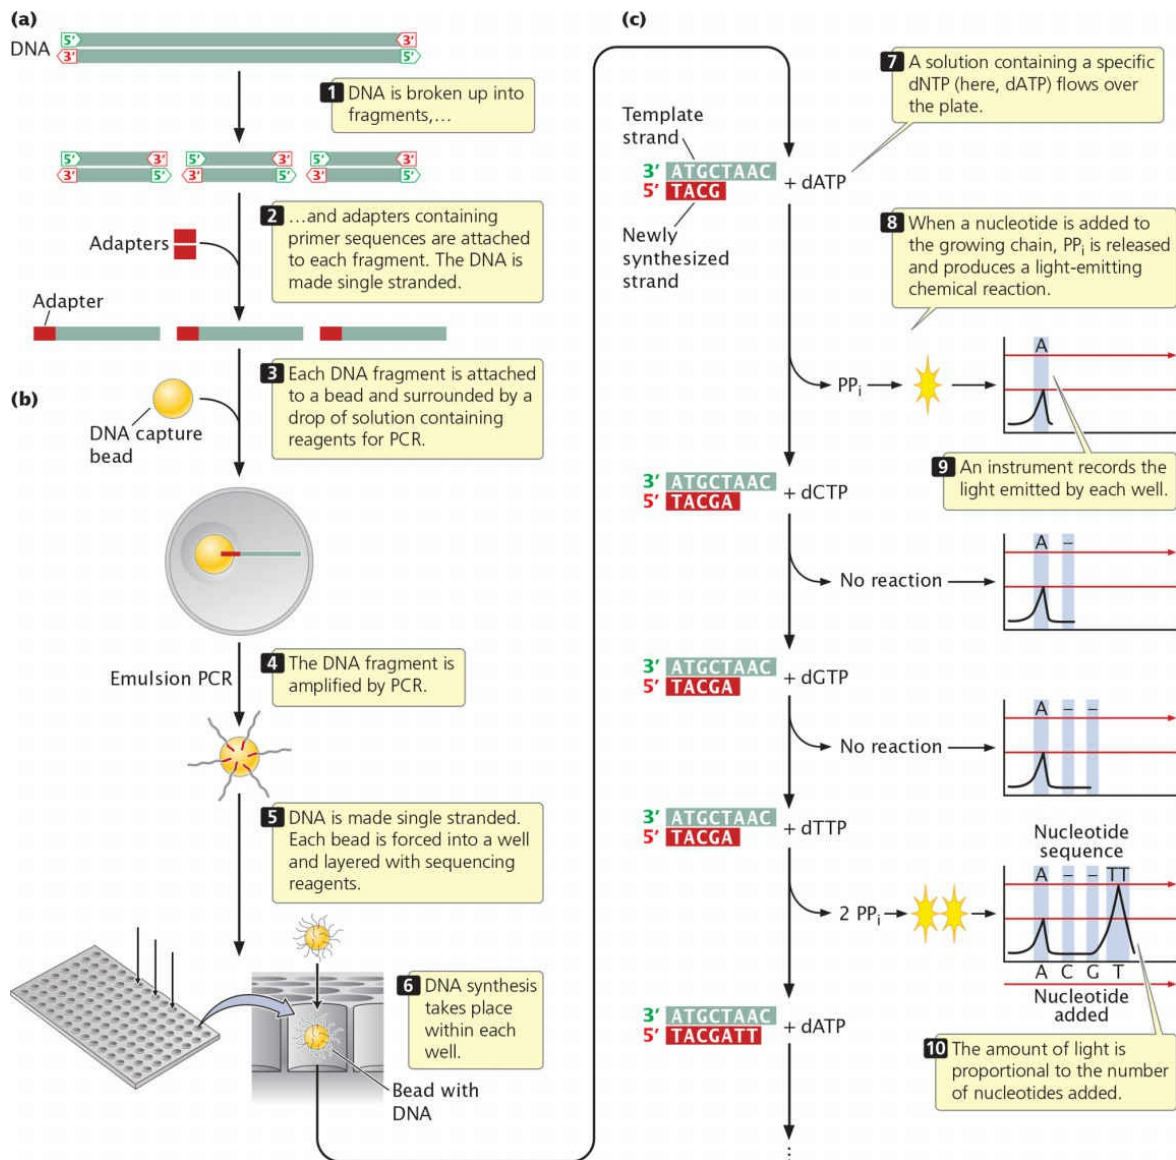 (a)
DNA
5′ 3′
3′ 5′
1 DNA is broken up into
fragments,…
5′ 3′ 5′ 3′ 5′ 3′
3′ 5′ 3′ 5′ 3′ 5′
2 …and adapters containing
primer sequences are attached
to each fragment. The DNA is
made single stranded.
Adapters
Adapter
3 Each DNA fragment is attached
to a bead and surrounded by a
drop of solution containing
reagents for PCR.
(b)
DNA capture
bead
Emulsion PCR
4 The DNA fragment is
amplified by PCR.
5 DNA is made single stranded.
Each bead is forced into a well
and layered with sequencing
reagents.
6 DNA synthesis
takes place
within each
well.
Bead with
DNA
(c)
7 A solution containing a specific
dNTP (here, dATP) flows over
the plate.
Template
strand
3′ ATGCTAAC
5′ TACG
+ dATP
Newly
synthesized
strand
8 When a nucleotide is added to
the growing chain, PPi is released
and produces a light-emitting
chemical reaction.
PPi
A
9 An instrument records the
light emitted by each well.
3′ ATGCTAAC
5′ TACGA
+ dCTP
No reaction
A –
3′ ATGCTAAC
5′ TACGA
+ dGTP
No reaction
A – –
3′ ATGCTAAC
5′ TACGA
+ dTTP
2 PPi
Nucleotide
sequence
A – – TT
A C G T
Nucleotide
added
3′ ATGCTAAC
5′ TACGATT
+ dATP
10 The amount of light is
proportional to the number
of nucleotides added.
⋮